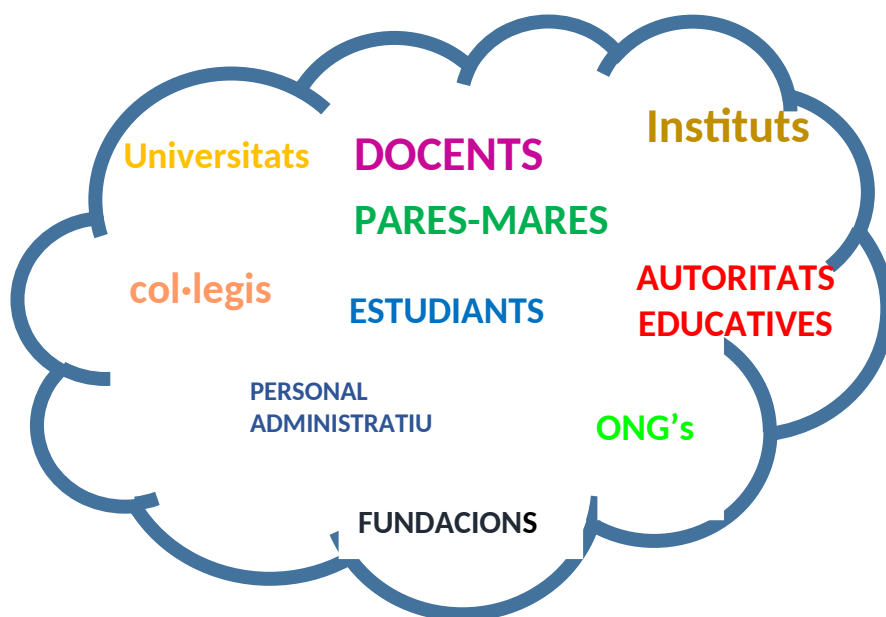 Universitats
DOCENTS
Instituts
PARES-MARES
col·legis
ESTUDIANTS
AUTORITATS
EDUCATIVES
PERSONAL
ADMINISTRATIU
ONG’s
FUNDACIONS